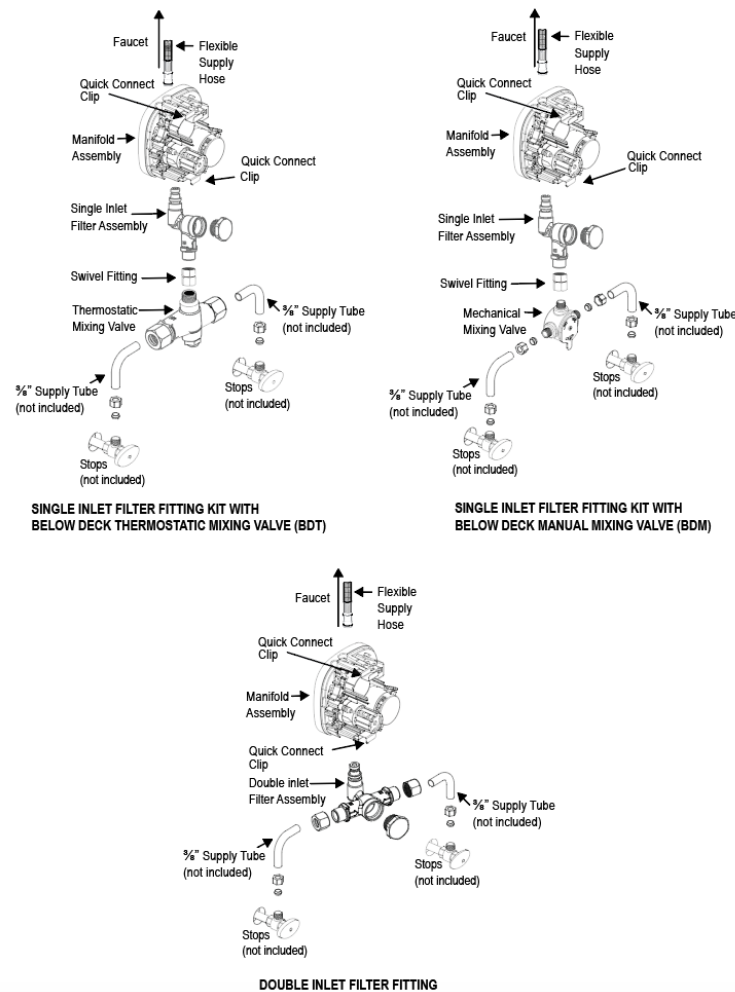 Faucet
Flexible
Supply
Hose
Quick Connect
Clip
Manifold
Assembly
Quick Connect
Clip
Single Inlet
Filter Assembly
Swivel Fitting
Thermostatic
Mixing Valve
⅜" Supply Tube
(not included)
Stops
(not included)
⅜" Supply Tube
(not included)
Stops
(not included)
SINGLE INLET FILTER FITTING KIT WITH
BELOW DECK THERMOSTATIC MIXING VALVE (BDT)
Faucet
Flexible
Supply
Hose
Quick Connect
Clip
Manifold
Assembly
Quick Connect
Clip
Single Inlet
Filter Assembly
Swivel Fitting
Mechanical
Mixing Valve
⅜" Supply Tube
(not included)
Stops
(not included)
⅜" Supply Tube
(not included)
Stops
(not included)
SINGLE INLET FILTER FITTING KIT WITH
BELOW DECK MANUAL MIXING VALVE (BDM)
Faucet
Flexible
Supply
Hose
Quick Connect
Clip
Manifold
Assembly
Quick Connect
Clip
Double inlet
Filter Assembly
⅜" Supply Tube
(not included)
Stops
(not included)
⅜" Supply Tube
(not included)
Stops
(not included)
DOUBLE INLET FILTER FITTING